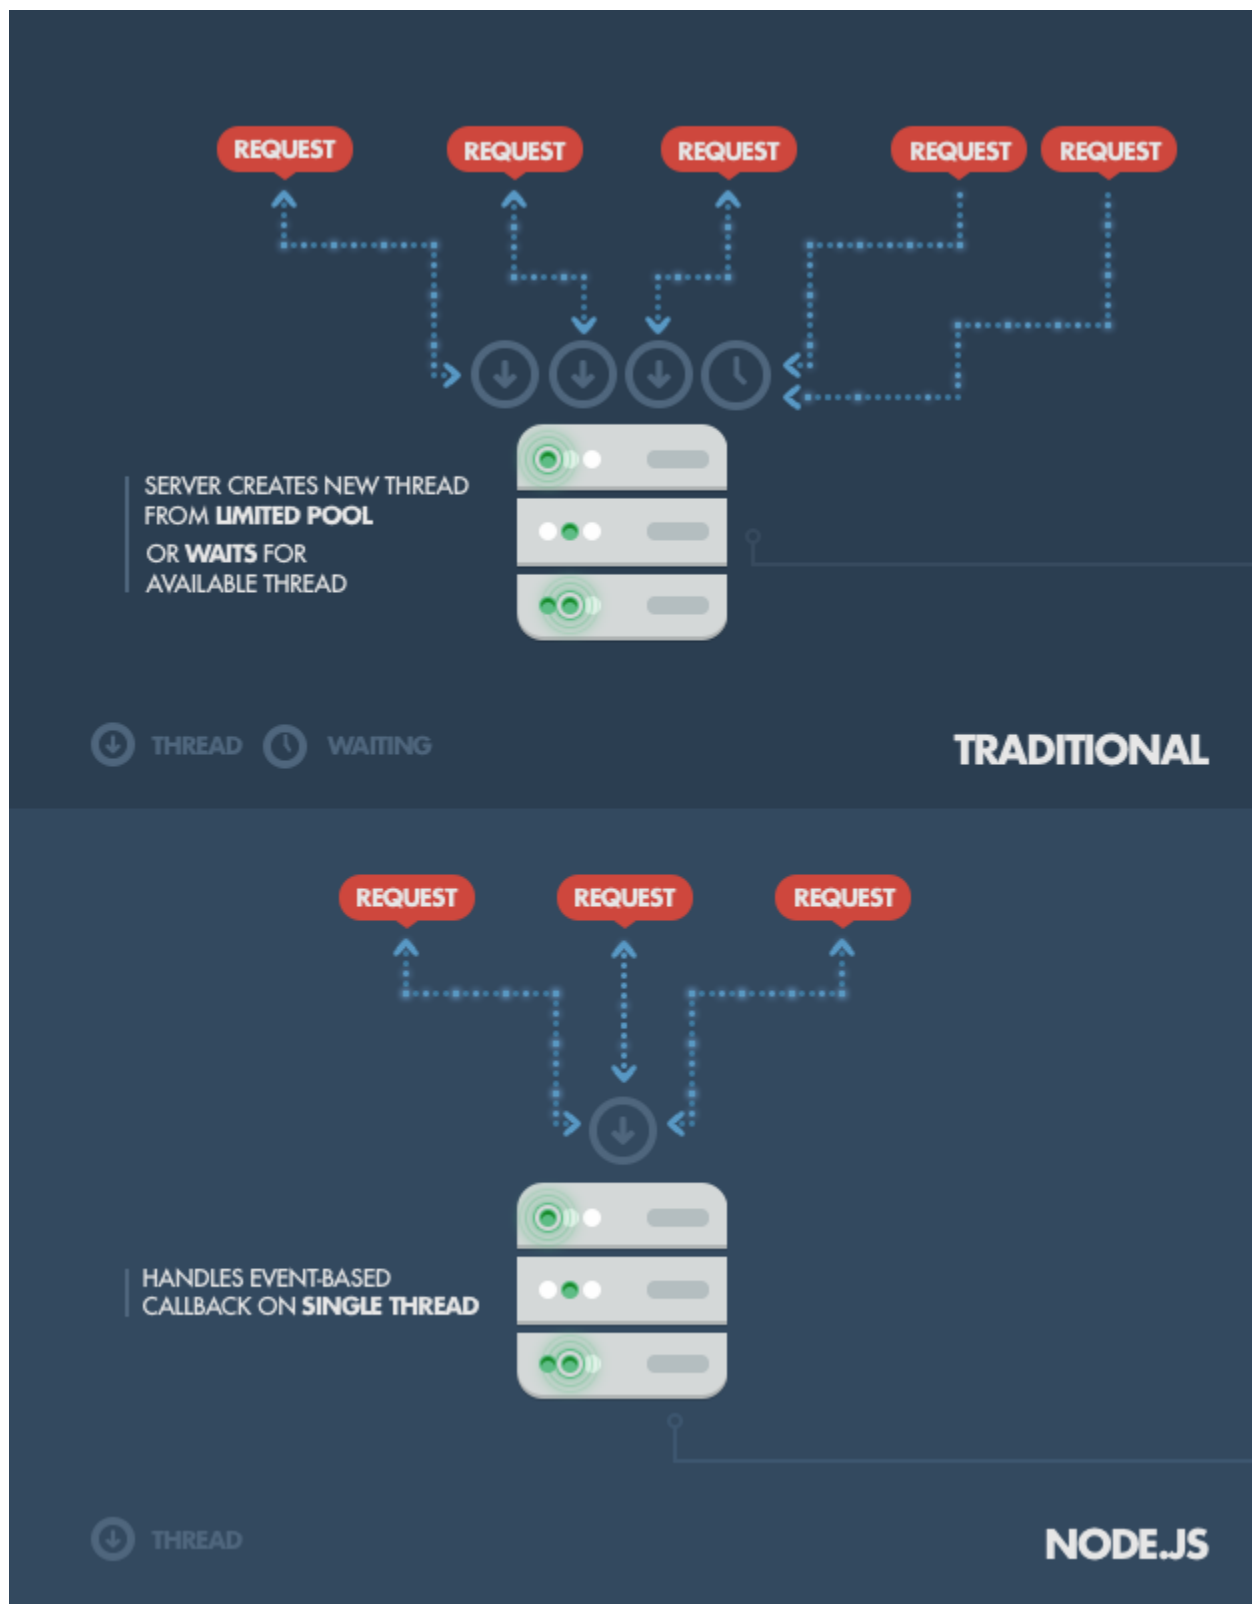 REQUEST
REQUEST
REQUEST
REQUEST
REQUEST
SERVER CREATES NEW THREAD
FROM LIMITED POOL
OR WAITS FOR
AVAILABLE THREAD
THREAD
WAITING
TRADITIONAL
REQUEST
REQUEST
REQUEST
HANDLES EVENT-BASED
CALLBACK ON SINGLE THREAD
THREAD
NODE.JS